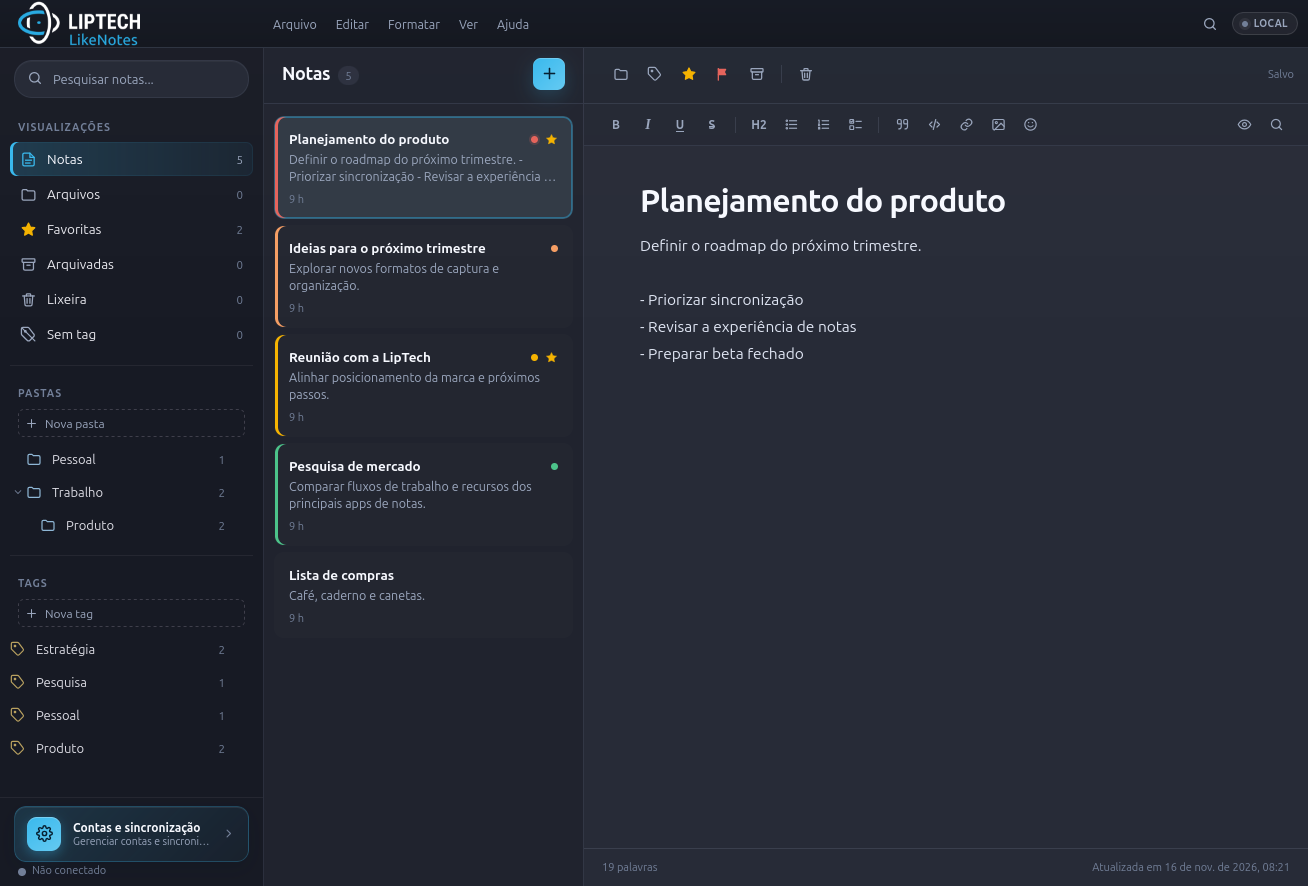 LIPTECH
LikeNotes
Arquivo Editar Formatar Ver Ajuda
LOCAL
Pesquisar notas...
VISUALIZAÇÕES
Notas 5
Arquivos 0
Favoritas 2
Arquivadas 0
Lixeira 0
Sem tag 0
PASTAS
+ Nova pasta
Pessoal 1
Trabalho 2
Produto 2
TAGS
+ Nova tag
Estratégia 2
Pesquisa 1
Pessoal 1
Produto 2
Contas e sincronização
Gerenciar contas e sincroni...
Não conectado
Notas 5
+
Planejamento do produto
Definir o roadmap do próximo trimestre. -
Priorizar sincronização - Revisar a experiência ...
9 h
Ideias para o próximo trimestre
Explorar novos formatos de captura e
organização.
9 h
Reunião com a LipTech
Alinhar posicionamento da marca e próximos
passos.
9 h
Pesquisa de mercado
Comparar fluxos de trabalho e recursos dos
principais apps de notas.
9 h
Lista de compras
Café, caderno e canetas.
9 h
Salvo
B I U S H2
Planejamento do produto
Definir o roadmap do próximo trimestre.
- Priorizar sincronização
- Revisar a experiência de notas
- Preparar beta fechado
19 palavras
Atualizada em 16 de nov. de 2026, 08:21